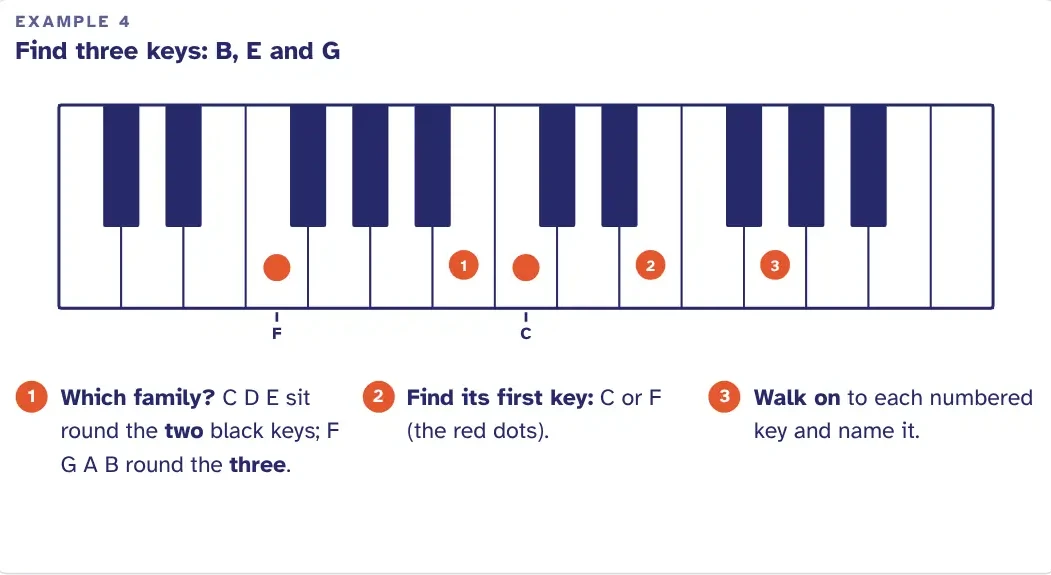 EXAMPLE 4
Find three keys: B, E and G
1
2
3
F
C
1 Which family? C D E sit
round the two black keys; F
G A B round the three.
2 Find its first key: C or F
(the red dots).
3 Walk on to each numbered
key and name it.